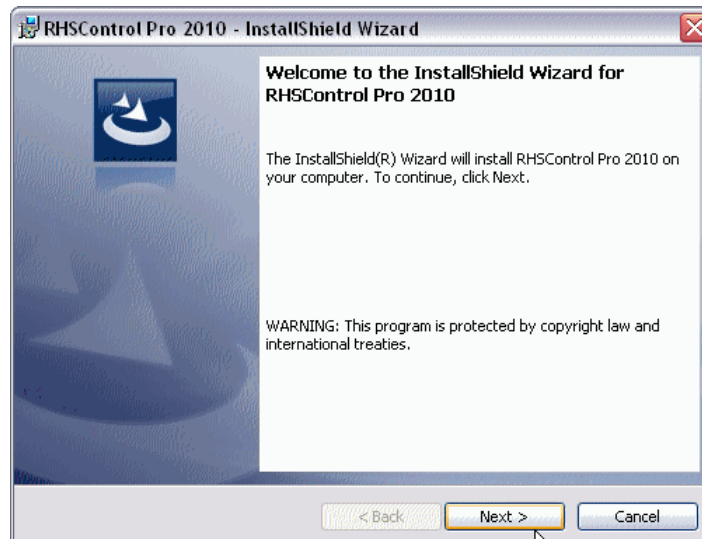 RHSControl Pro 2010 - InstallShield Wizard
Welcome to the InstallShield Wizard for
RHSControl Pro 2010
The InstallShield(R) Wizard will install RHSControl Pro 2010 on
your computer. To continue, click Next.
WARNING: This program is protected by copyright law and
international treaties.
< Back
Next >
Cancel